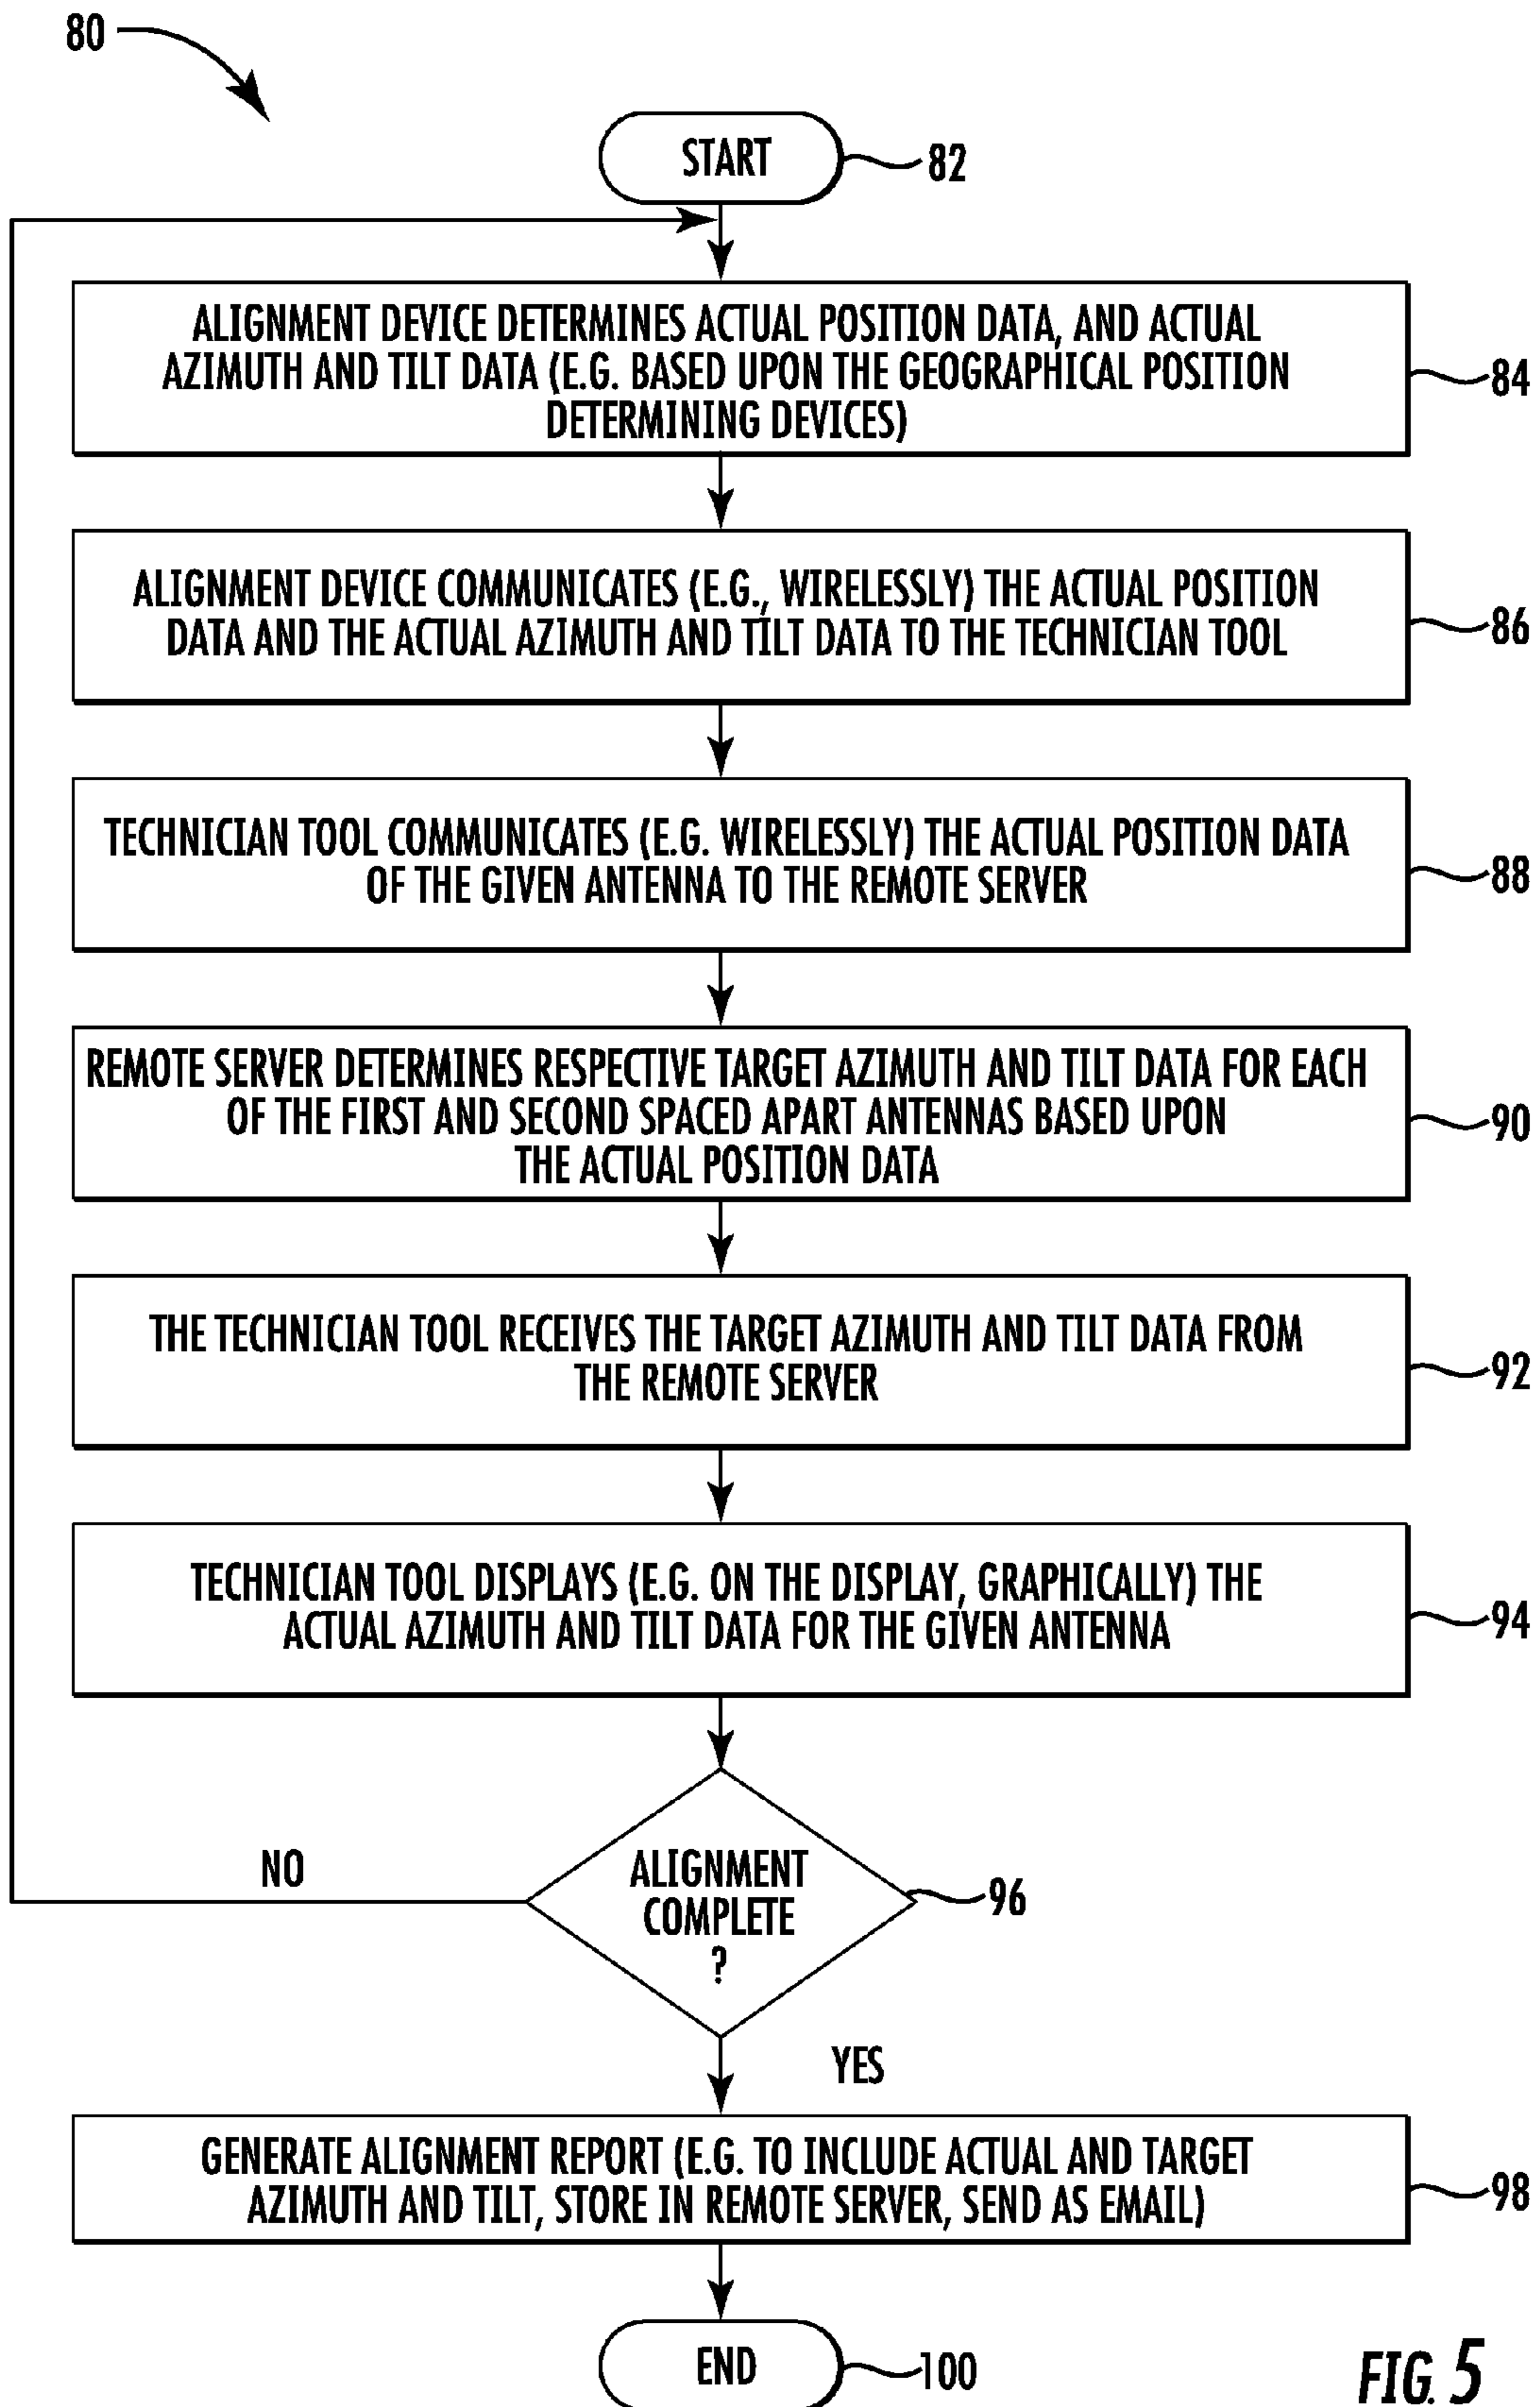 80
START
82
ALIGNMENT DEVICE DETERMINES ACTUAL POSITION DATA, AND ACTUAL
AZIMUTH AND TILT DATA (E.G. BASED UPON THE GEOGRAPHICAL POSITION
DETERMINING DEVICES)
84
ALIGNMENT DEVICE COMMUNICATES (E.G., WIRELESSLY) THE ACTUAL POSITION
DATA AND THE ACTUAL AZIMUTH AND TILT DATA TO THE TECHNICIAN TOOL
86
TECHNICIAN TOOL COMMUNICATES (E.G. WIRELESSLY) THE ACTUAL POSITION DATA
OF THE GIVEN ANTENNA TO THE REMOTE SERVER
88
REMOTE SERVER DETERMINES RESPECTIVE TARGET AZIMUTH AND TILT DATA FOR EACH
OF THE FIRST AND SECOND SPACED APART ANTENNAS BASED UPON
THE ACTUAL POSITION DATA
90
THE TECHNICIAN TOOL RECEIVES THE TARGET AZIMUTH AND TILT DATA FROM
THE REMOTE SERVER
92
TECHNICIAN TOOL DISPLAYS (E.G. ON THE DISPLAY, GRAPHICALLY) THE
ACTUAL AZIMUTH AND TILT DATA FOR THE GIVEN ANTENNA
94
NO
ALIGNMENT
COMPLETE
?
96
YES
GENERATE ALIGNMENT REPORT (E.G. TO INCLUDE ACTUAL AND TARGET
AZIMUTH AND TILT, STORE IN REMOTE SERVER, SEND AS EMAIL)
98
END
100
FIG. 5